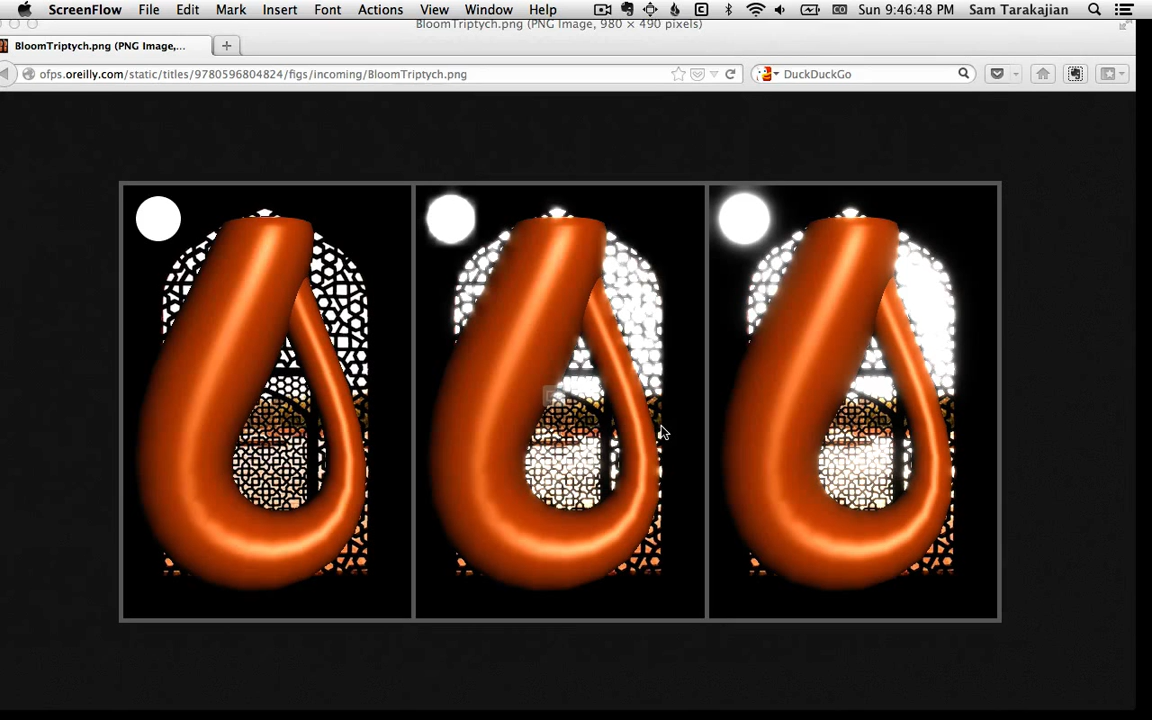 ScreenFlow File Edit Mark Insert Font Actions View Window Help Sun 9:46:48 PM Sam Tarakajian
BloomTriptych.png (PNG Image, 980 × 490 pixels)
BloomTriptych.png (PNG Image,...
ofps.oreilly.com/static/titles/9780596804824/figs/incoming/BloomTriptych.png DuckDuckGo